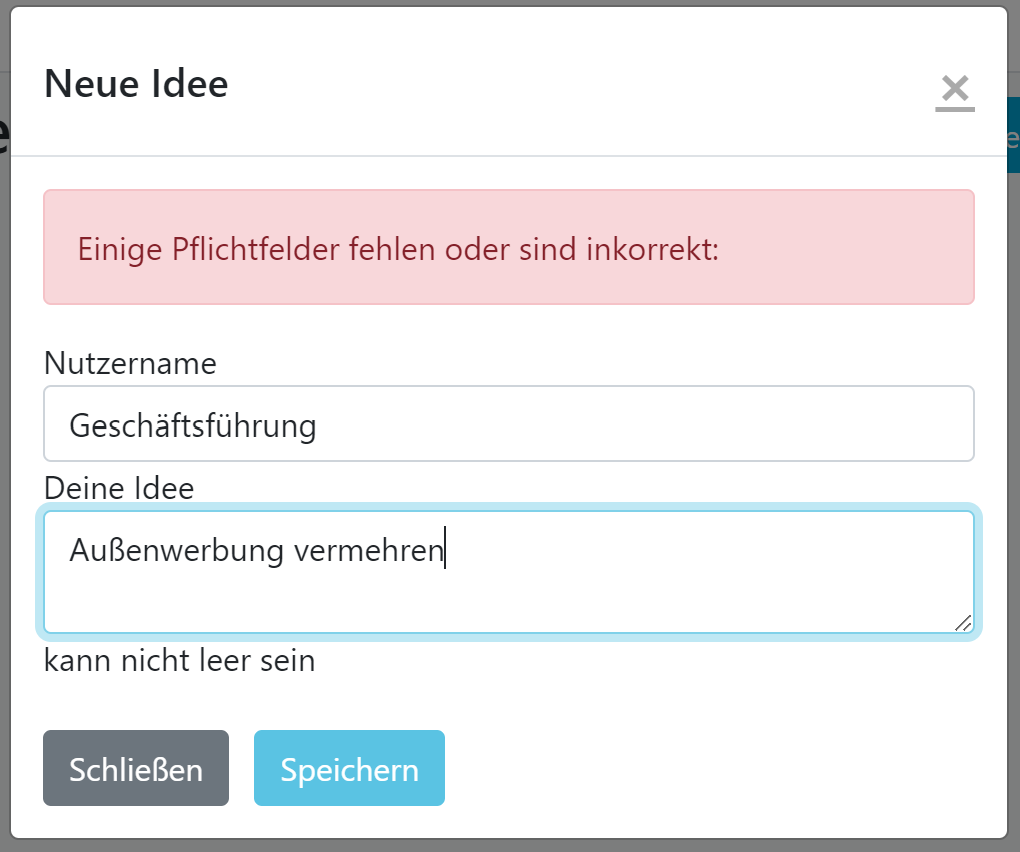 Neue Idee
Einige Pflichtfelder fehlen oder sind inkorrekt:
Nutzername
Geschäftsführung
Deine Idee
Außenwerbung vermehren
kann nicht leer sein
Schließen
Speichern